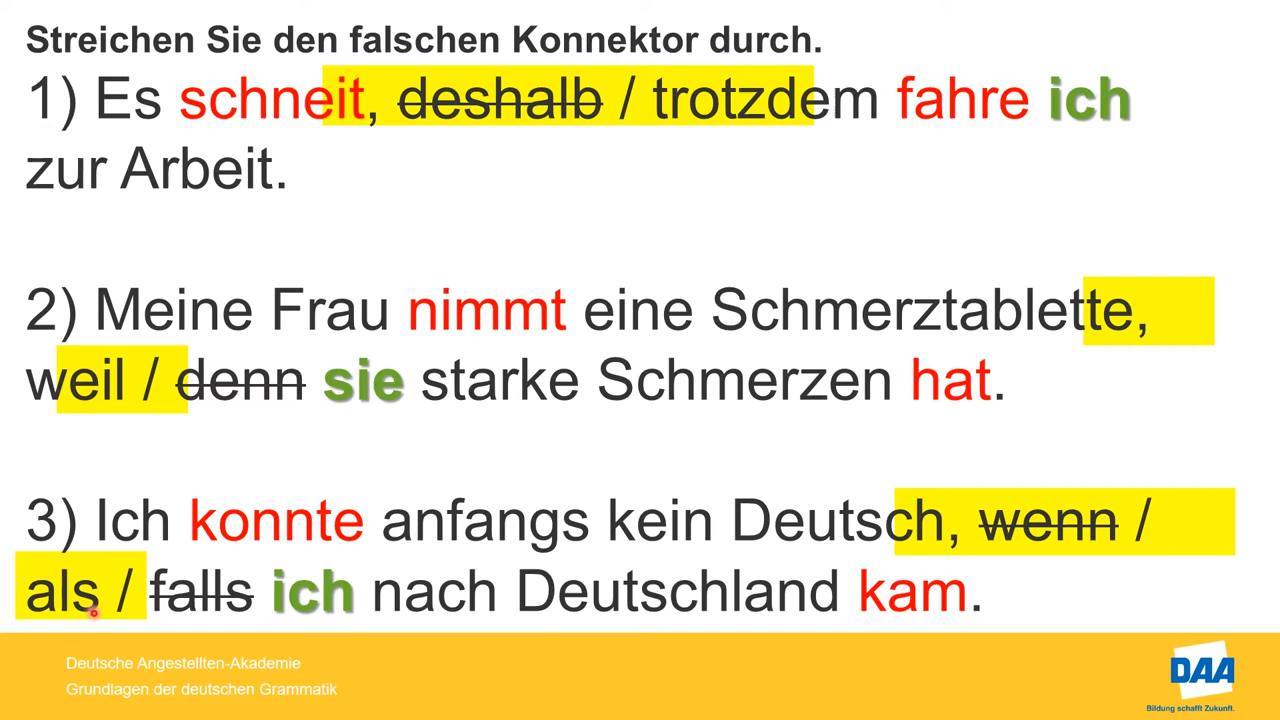 Streichen Sie den falschen Konnektor durch.
1) Es schneit, deshalb / trotzdem fahre ich
zur Arbeit.
2) Meine Frau nimmt eine Schmerztablette,
weil / denn sie starke Schmerzen hat.
3) Ich konnte anfangs kein Deutsch, wenn /
als / falls ich nach Deutschland kam.
Deutsche Angestellten-Akademie
Grundlagen der deutschen Grammatik
DAA
Bildung schafft Zukunft.